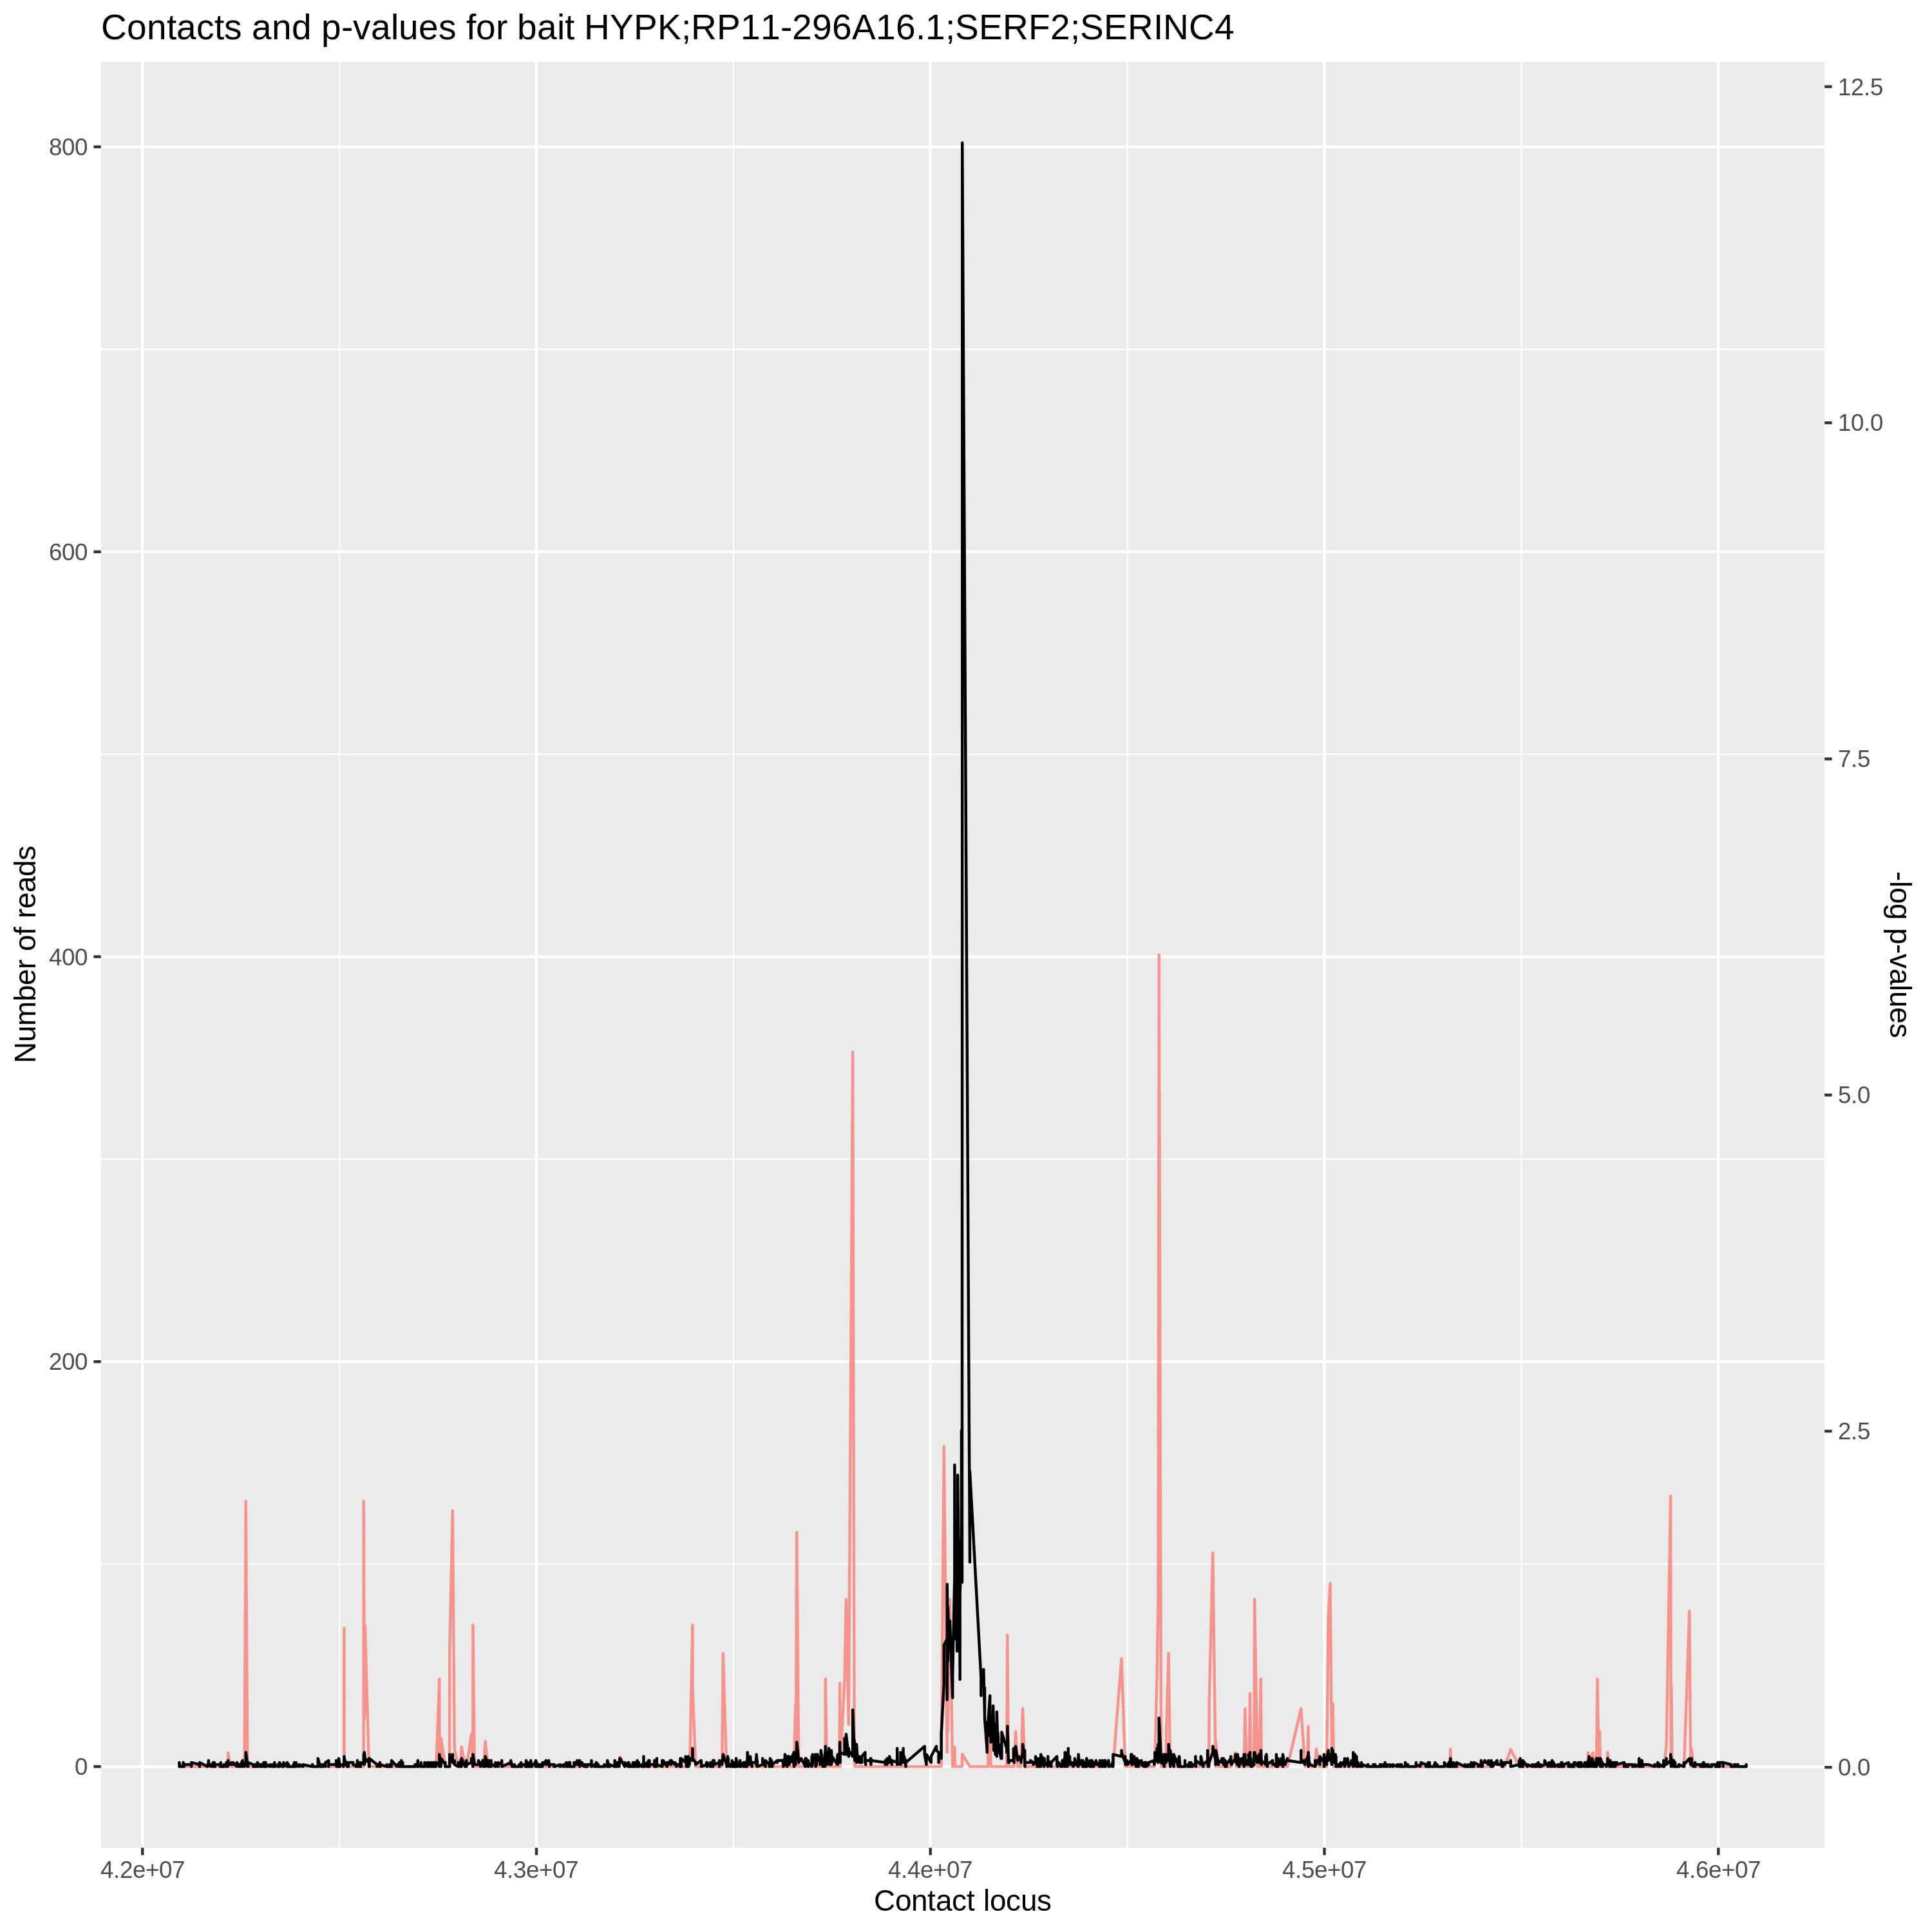 Contacts and p-values for bait HYPK;RP11-296A16.1;SERF2;SERINC4
12.5
800
10.0
600
7.5
Number of reads
-log p-values
400
5.0
200
2.5
0
0.0
4.2e+07
4.3e+07
4.4e+07
4.5e+07
4.6e+07
Contact locus